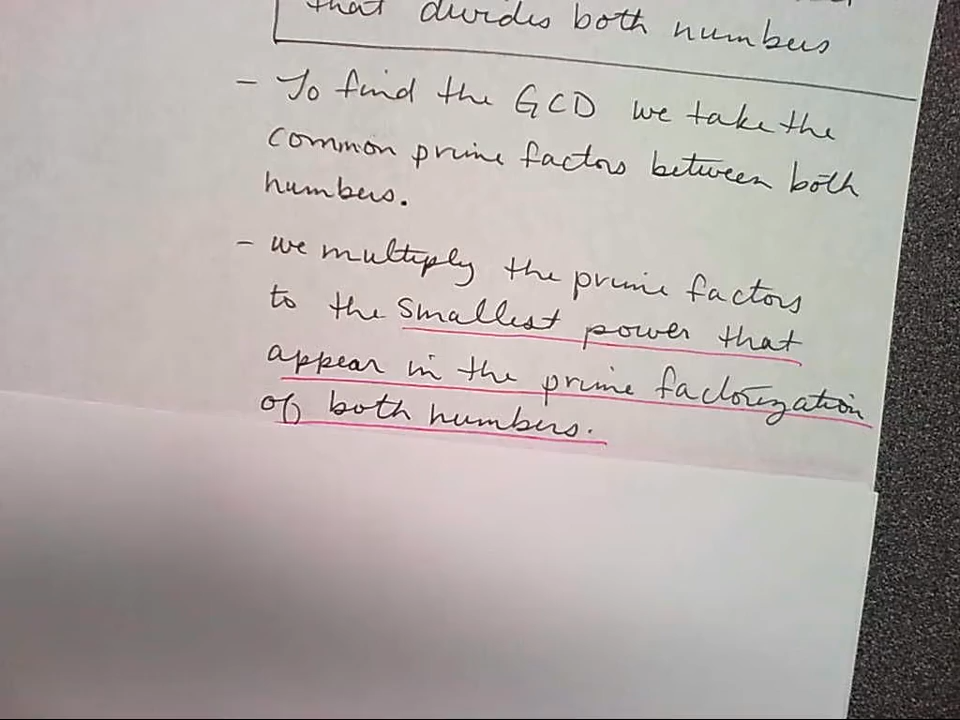 that divides both numbers
- To find the GCD we take the
common prime factors between both
numbers.
- we multiply the prime factors
to the smallest power that
appear in the prime factorization
of both numbers.